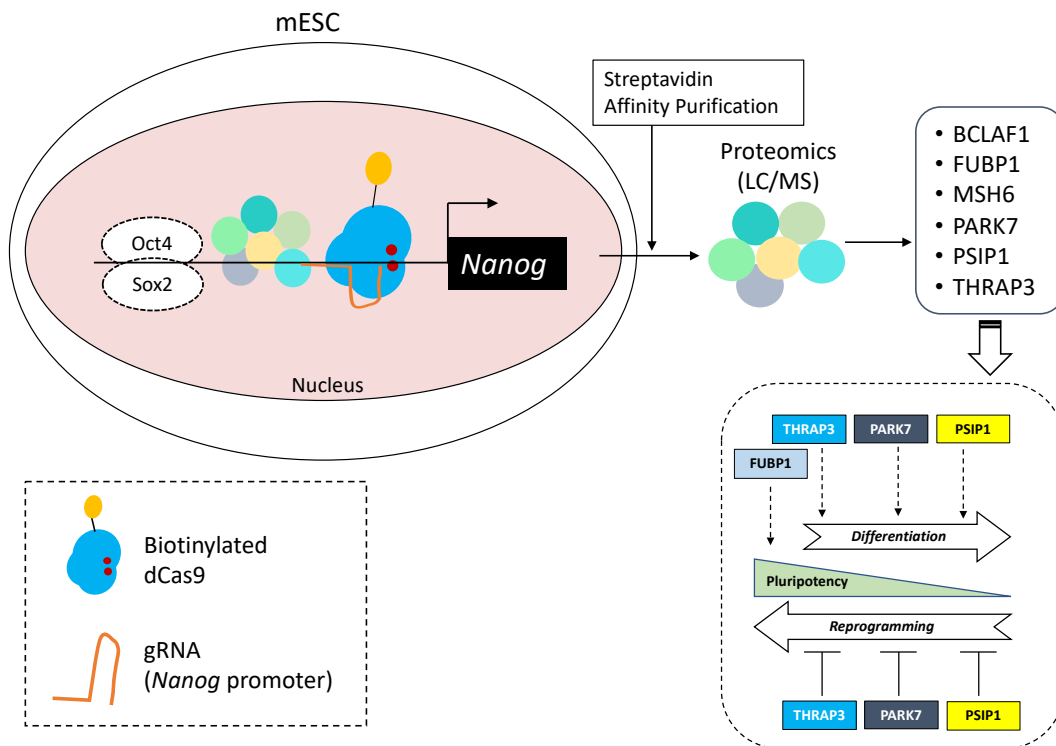 mESC
Streptavidin
Affinity Purification
Proteomics
(LC/MS)
• BCLAF1
• FUBP1
• MSH6
• PARK7
• PSIP1
• THRAP3
Oct4
Sox2
Nanog
Nucleus
Biotinylated
dCas9
gRNA
(Nanog promoter)
THRAP3 PARK7 PSIP1
FUBP1
Differentiation
Pluripotency
Reprogramming
THRAP3 PARK7 PSIP1